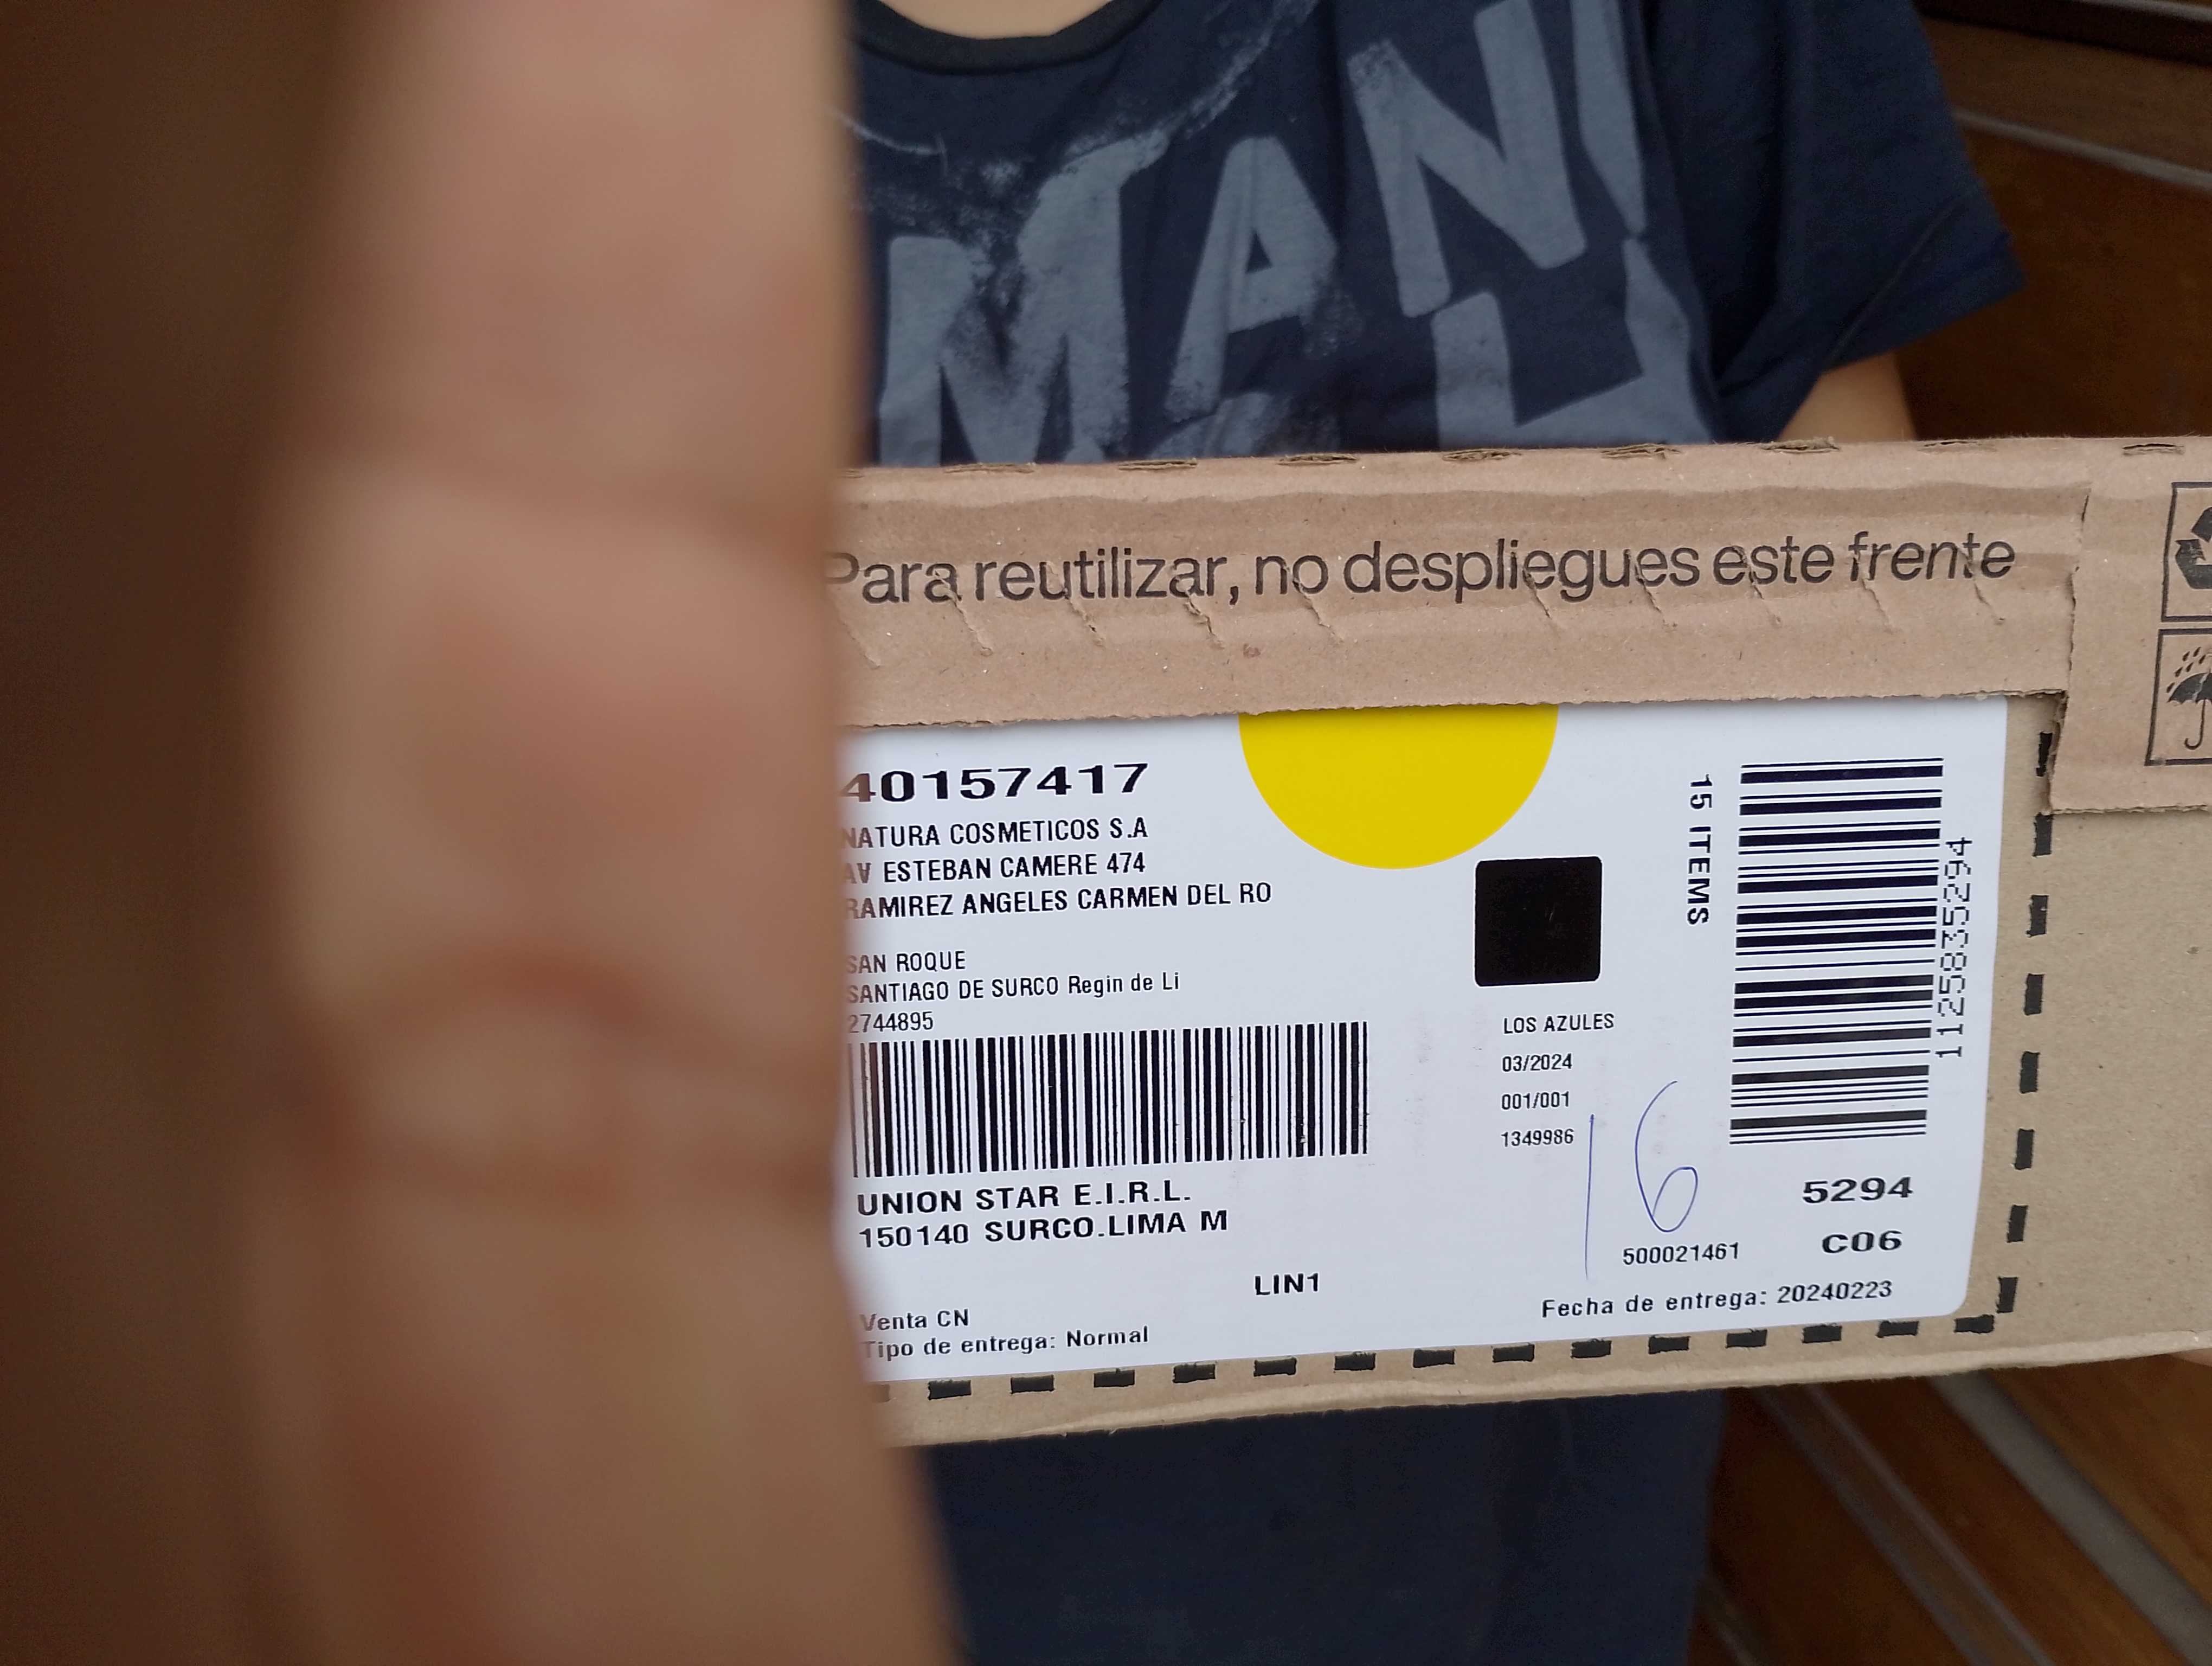 MAN
Para reutilizar, no despliegues este frente
40157417
NATURA COSMETICOS S.A
AV ESTEBAN CAMERE 474
RAMIREZ ANGELES CARMEN DEL RO
SAN ROQUE
SANTIAGO DE SURCO Regin de Li
2744895
UNION STAR E.I.R.L.
150140 SURCO.LIMA M
LIN1
Venta CN
Tipo de entrega: Normal
LOS AZULES
03/2024
001/001
1349986
16
15 ITEMS
1125835294
5294
500021461
C06
Fecha de entrega: 20240223